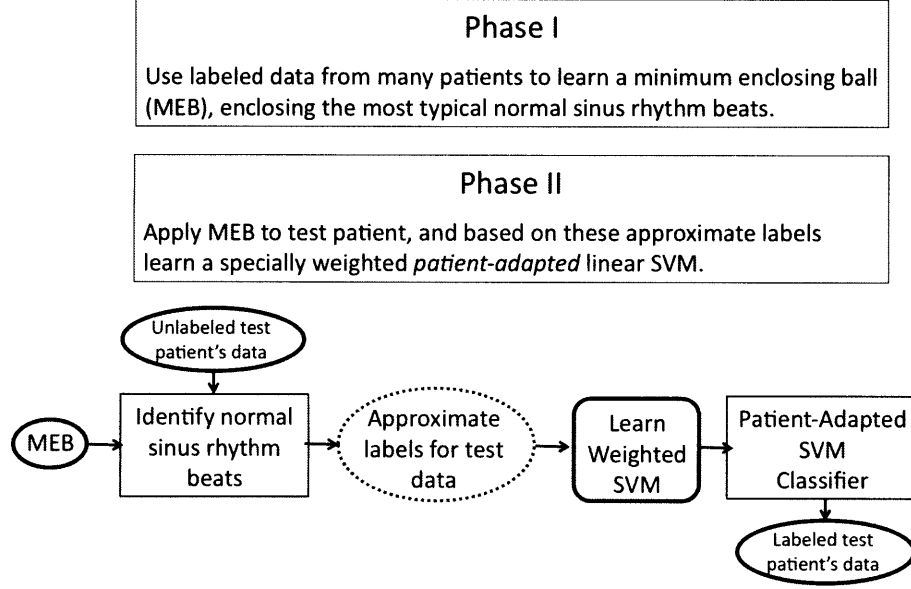 Phase I
Use labeled data from many patients to learn a minimum enclosing ball
(MEB), enclosing the most typical normal sinus rhythm beats.
Phase II
Apply MEB to test patient, and based on these approximate labels
learn a specially weighted patient-adapted linear SVM.
Unlabeled test
patient's data
MEB
Identify normal
sinus rhythm
beats
Approximate
labels for test
data
Learn
Weighted
SVM
Patient-Adapted
SVM
Classifier
Labeled test
patient's data